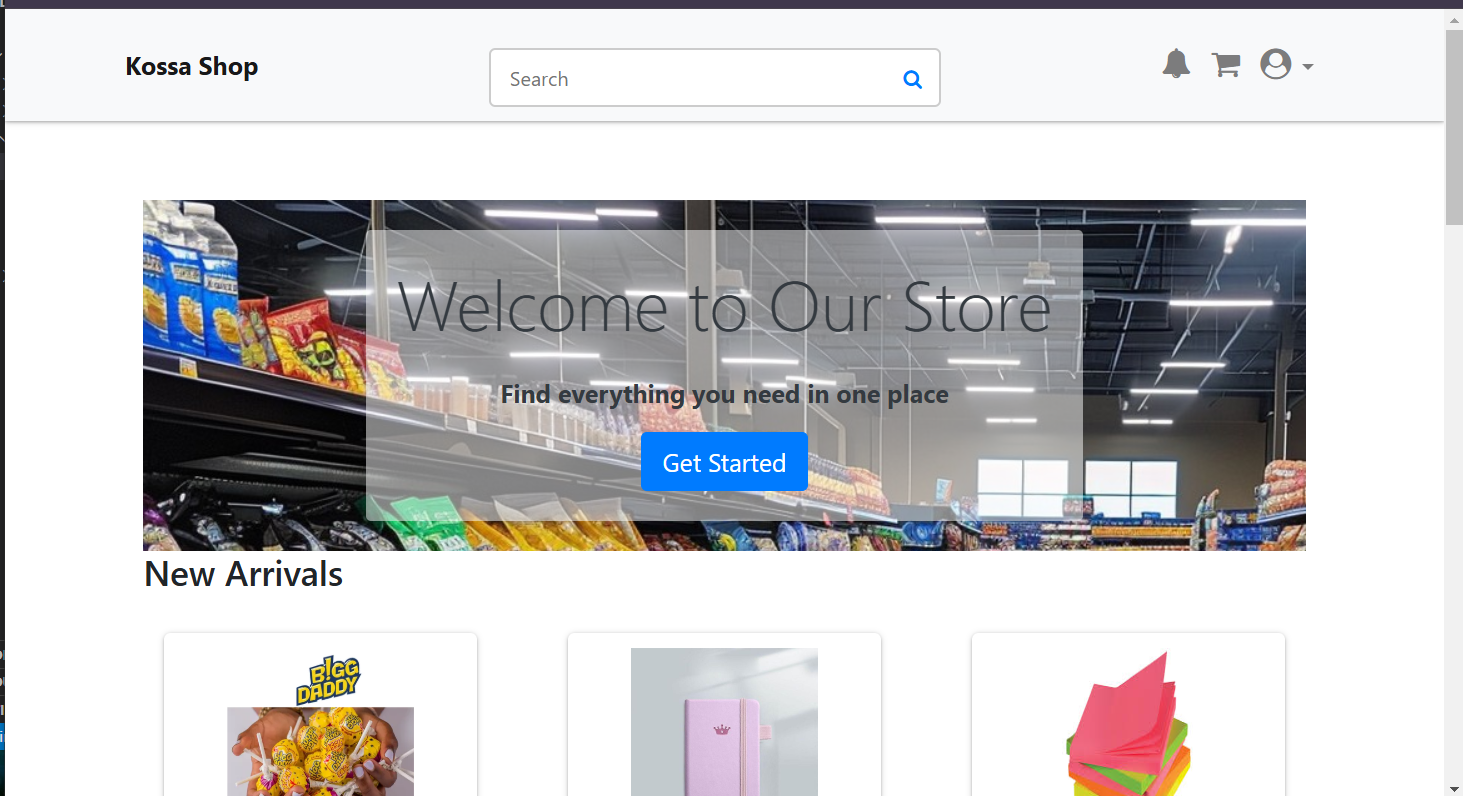 Kossa Shop
Search
Welcome to Our Store
Find everything you need in one place
Get Started
New Arrivals
B!GG
DADDY